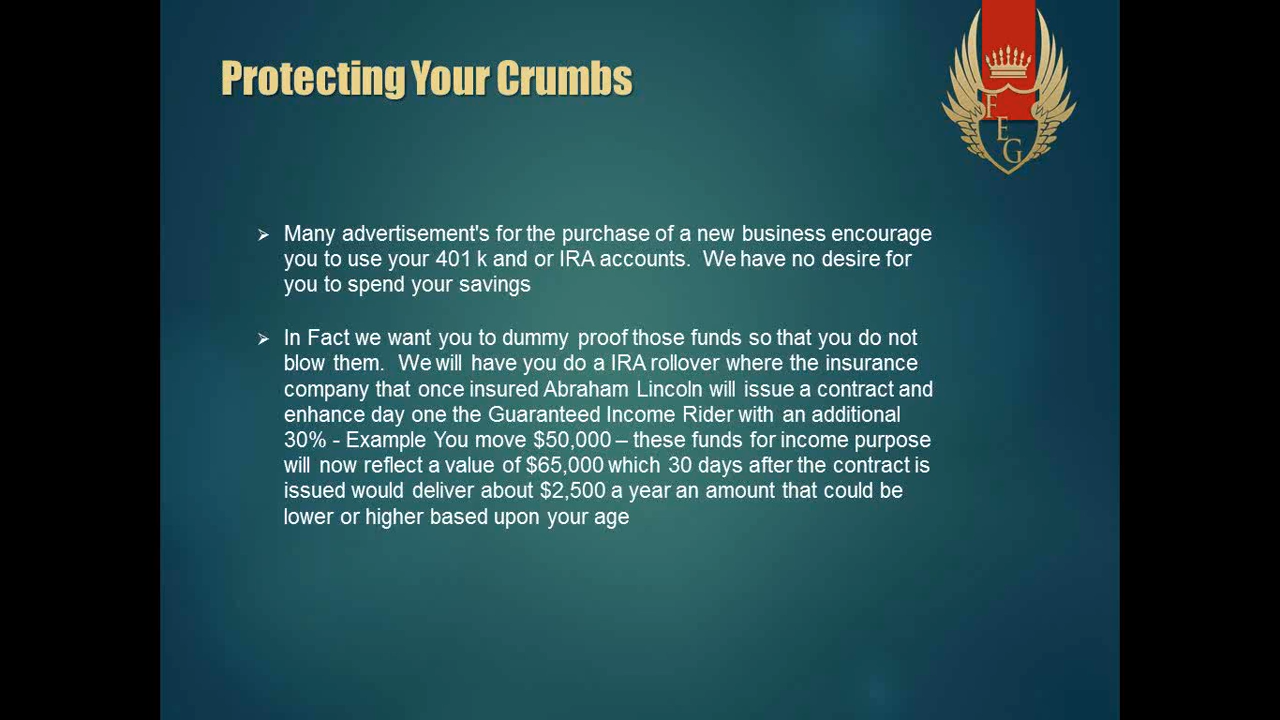 Protecting Your Crumbs
F
E
G
➢ Many advertisement's for the purchase of a new business encourage
you to use your 401 k and or IRA accounts. We have no desire for
you to spend your savings
➢ In Fact we want you to dummy proof those funds so that you do not
blow them. We will have you do a IRA rollover where the insurance
company that once insured Abraham Lincoln will issue a contract and
enhance day one the Guaranteed Income Rider with an additional
30% - Example You move $50,000 – these funds for income purpose
will now reflect a value of $65,000 which 30 days after the contract is
issued would deliver about $2,500 a year an amount that could be
lower or higher based upon your age